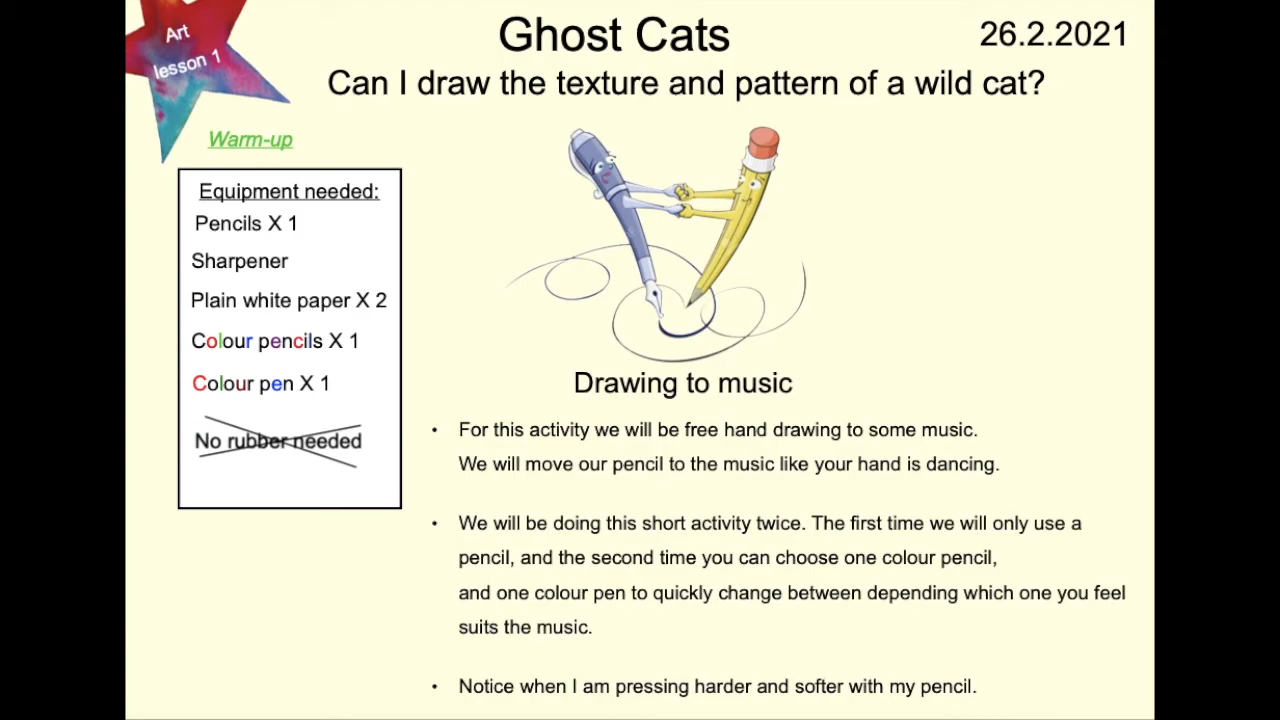 Art
lesson 1
Ghost Cats
26.2.2021
Can I draw the texture and pattern of a wild cat?
Warm-up
Equipment needed:
Pencils X 1
Sharpener
Plain white paper X 2
Colour pencils X 1
Colour pen X 1
No rubber needed
Drawing to music
• For this activity we will be free hand drawing to some music.
We will move our pencil to the music like your hand is dancing.
• We will be doing this short activity twice. The first time we will only use a
pencil, and the second time you can choose one colour pencil,
and one colour pen to quickly change between depending which one you feel
suits the music.
• Notice when I am pressing harder and softer with my pencil.